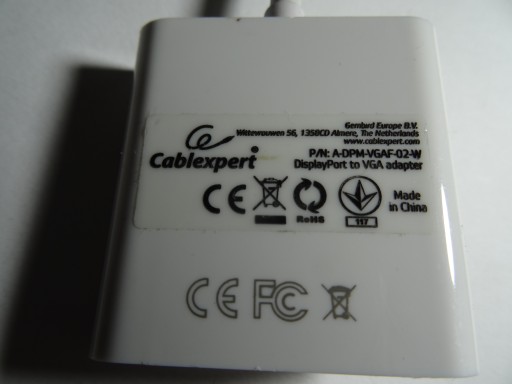 Gembird Europe B.V.
Wittevrouwen 56, 1358CD Almere, The Netherlands
www.cablexpert.com
Cablexpert
P/N: A-DPM-VGAF-02-W
DisplayPort to VGA adapter
CE
RoHS
117
Made
in China
CE FC